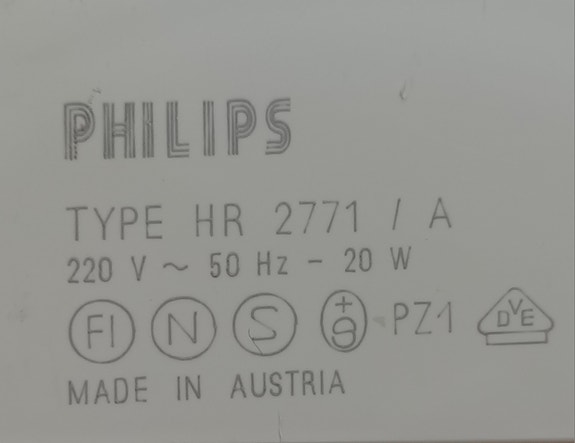 PHILIPS
TYPE HR 2771 / A
220 V ~ 50 Hz - 20 W
FI N S +S PZ1 DVE
MADE IN AUSTRIA